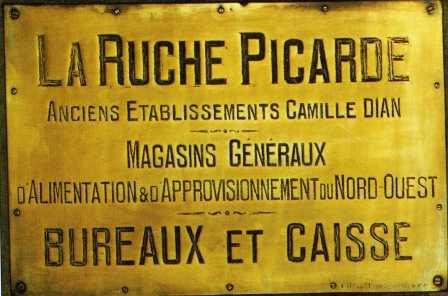 LA RUCHE PICARDE
ANCIENS ETABLISSEMENTS CAMILLE DIAN
MAGASINS GÉNÉRAUX
D'ALIMENTATION & D'APPROVISIONNEMENT DU NORD-OUEST
BUREAUX ET CAISSE